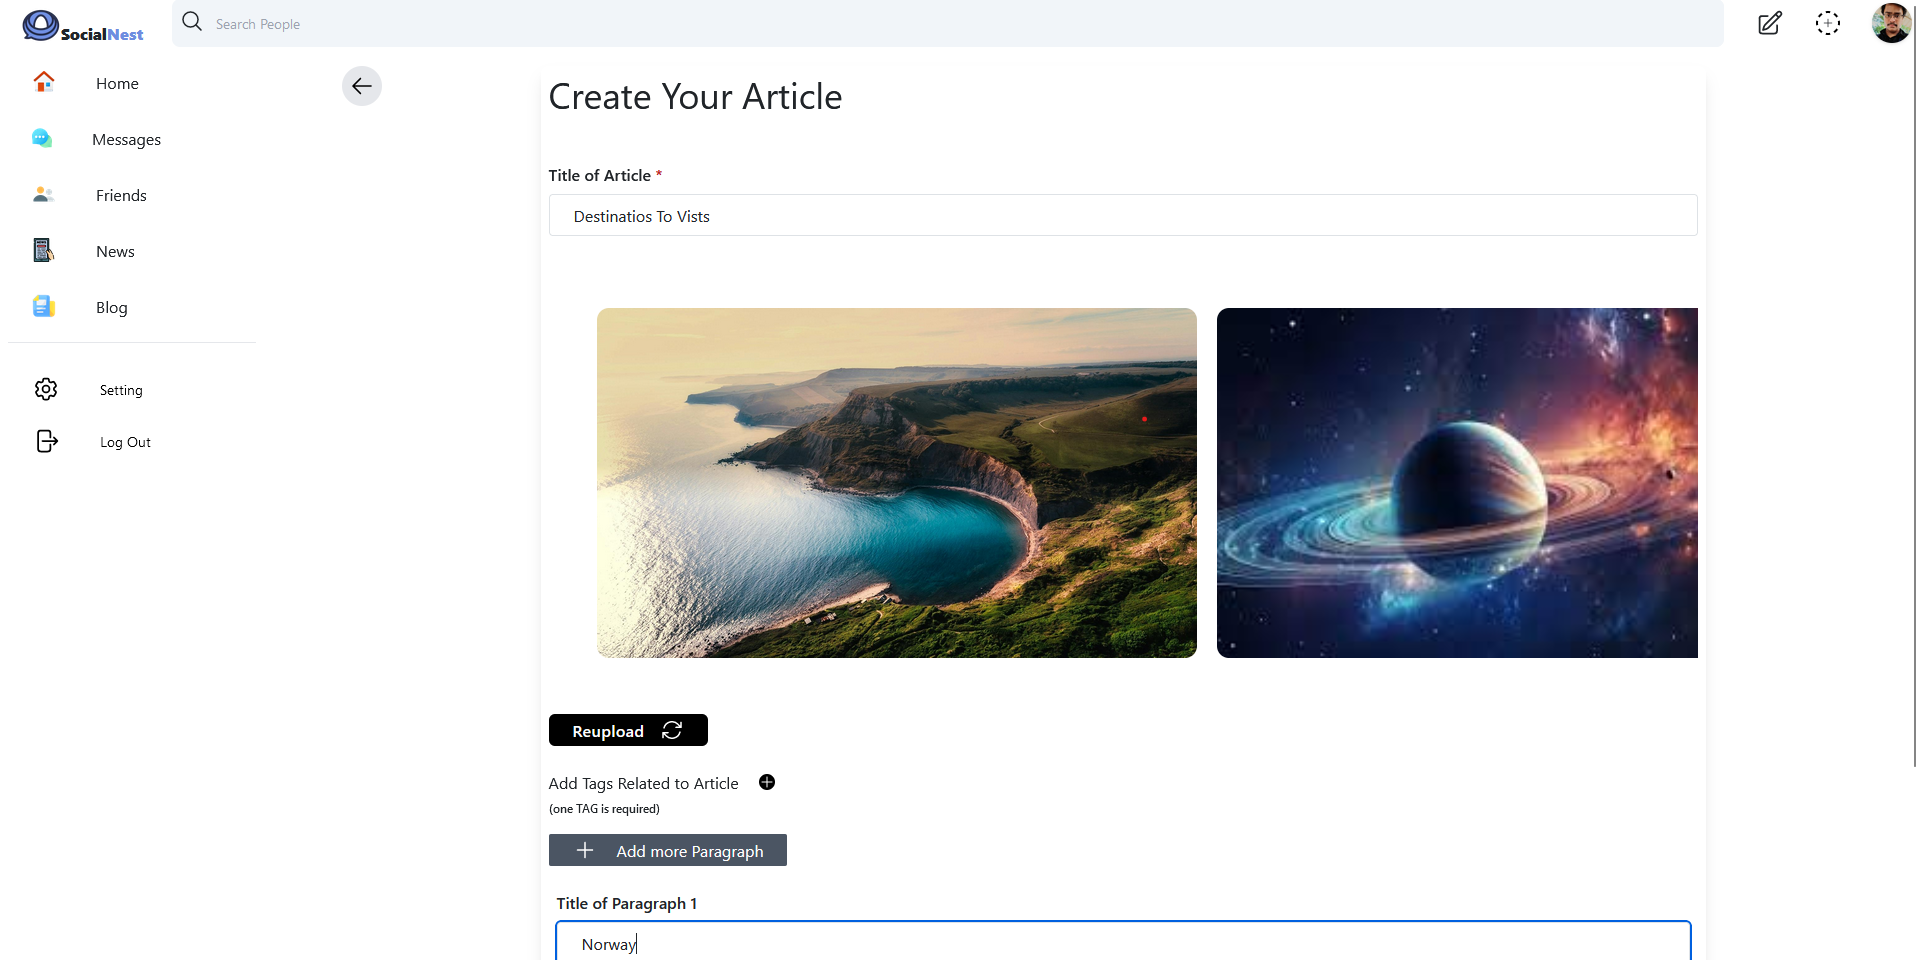 SocialNest
Search People
Home
Messages
Friends
News
Blog
Setting
Log Out
Create Your Article
Title of Article *
Destinatios To Vists
Reupload
Add Tags Related to Article
(one TAG is required)
Add more Paragraph
Title of Paragraph 1
Norway